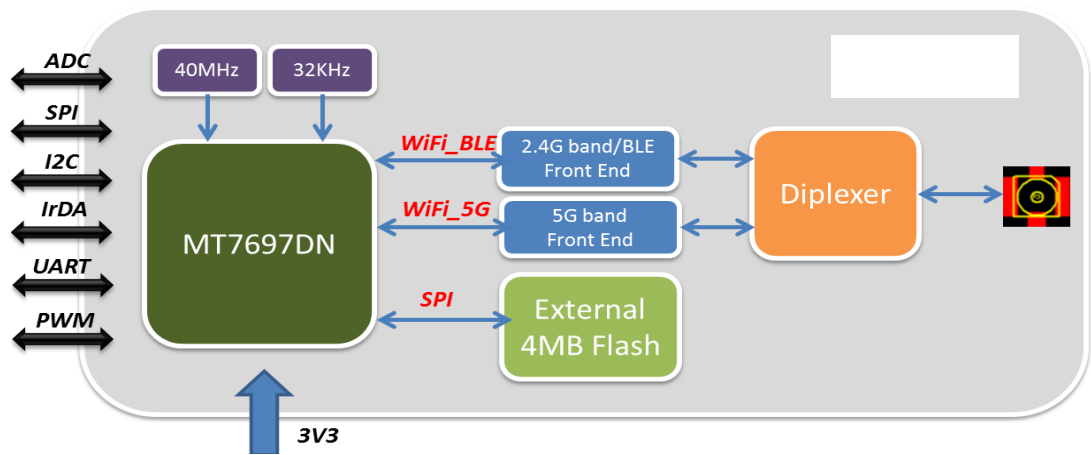 ADC
SPI
I2C
IrDA
UART
PWM
40MHz
32KHz
MT7697DN
3V3
WiFi_BLE
WiFi_5G
SPI
2.4G band/BLE
Front End
5G band
Front End
External
4MB Flash
Diplexer